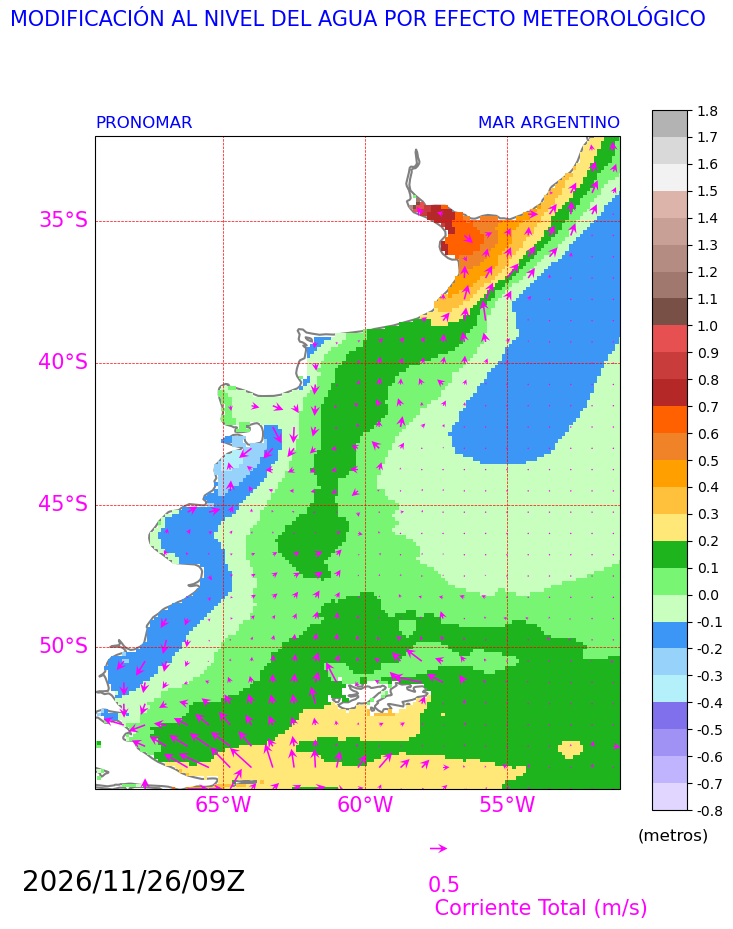 MODIFICACIÓN AL NIVEL DEL AGUA POR EFECTO METEOROLÓGICO
PRONOMAR MAR ARGENTINO
35°S
40°S
45°S
50°S
65°W 60°W 55°W
1.8
1.7
1.6
1.5
1.4
1.3
1.2
1.1
1.0
0.9
0.8
0.7
0.6
0.5
0.4
0.3
0.2
0.1
0.0
-0.1
-0.2
-0.3
-0.4
-0.5
-0.6
-0.7
-0.8
(metros)
2026/11/26/09Z
0.5
Corriente Total (m/s)